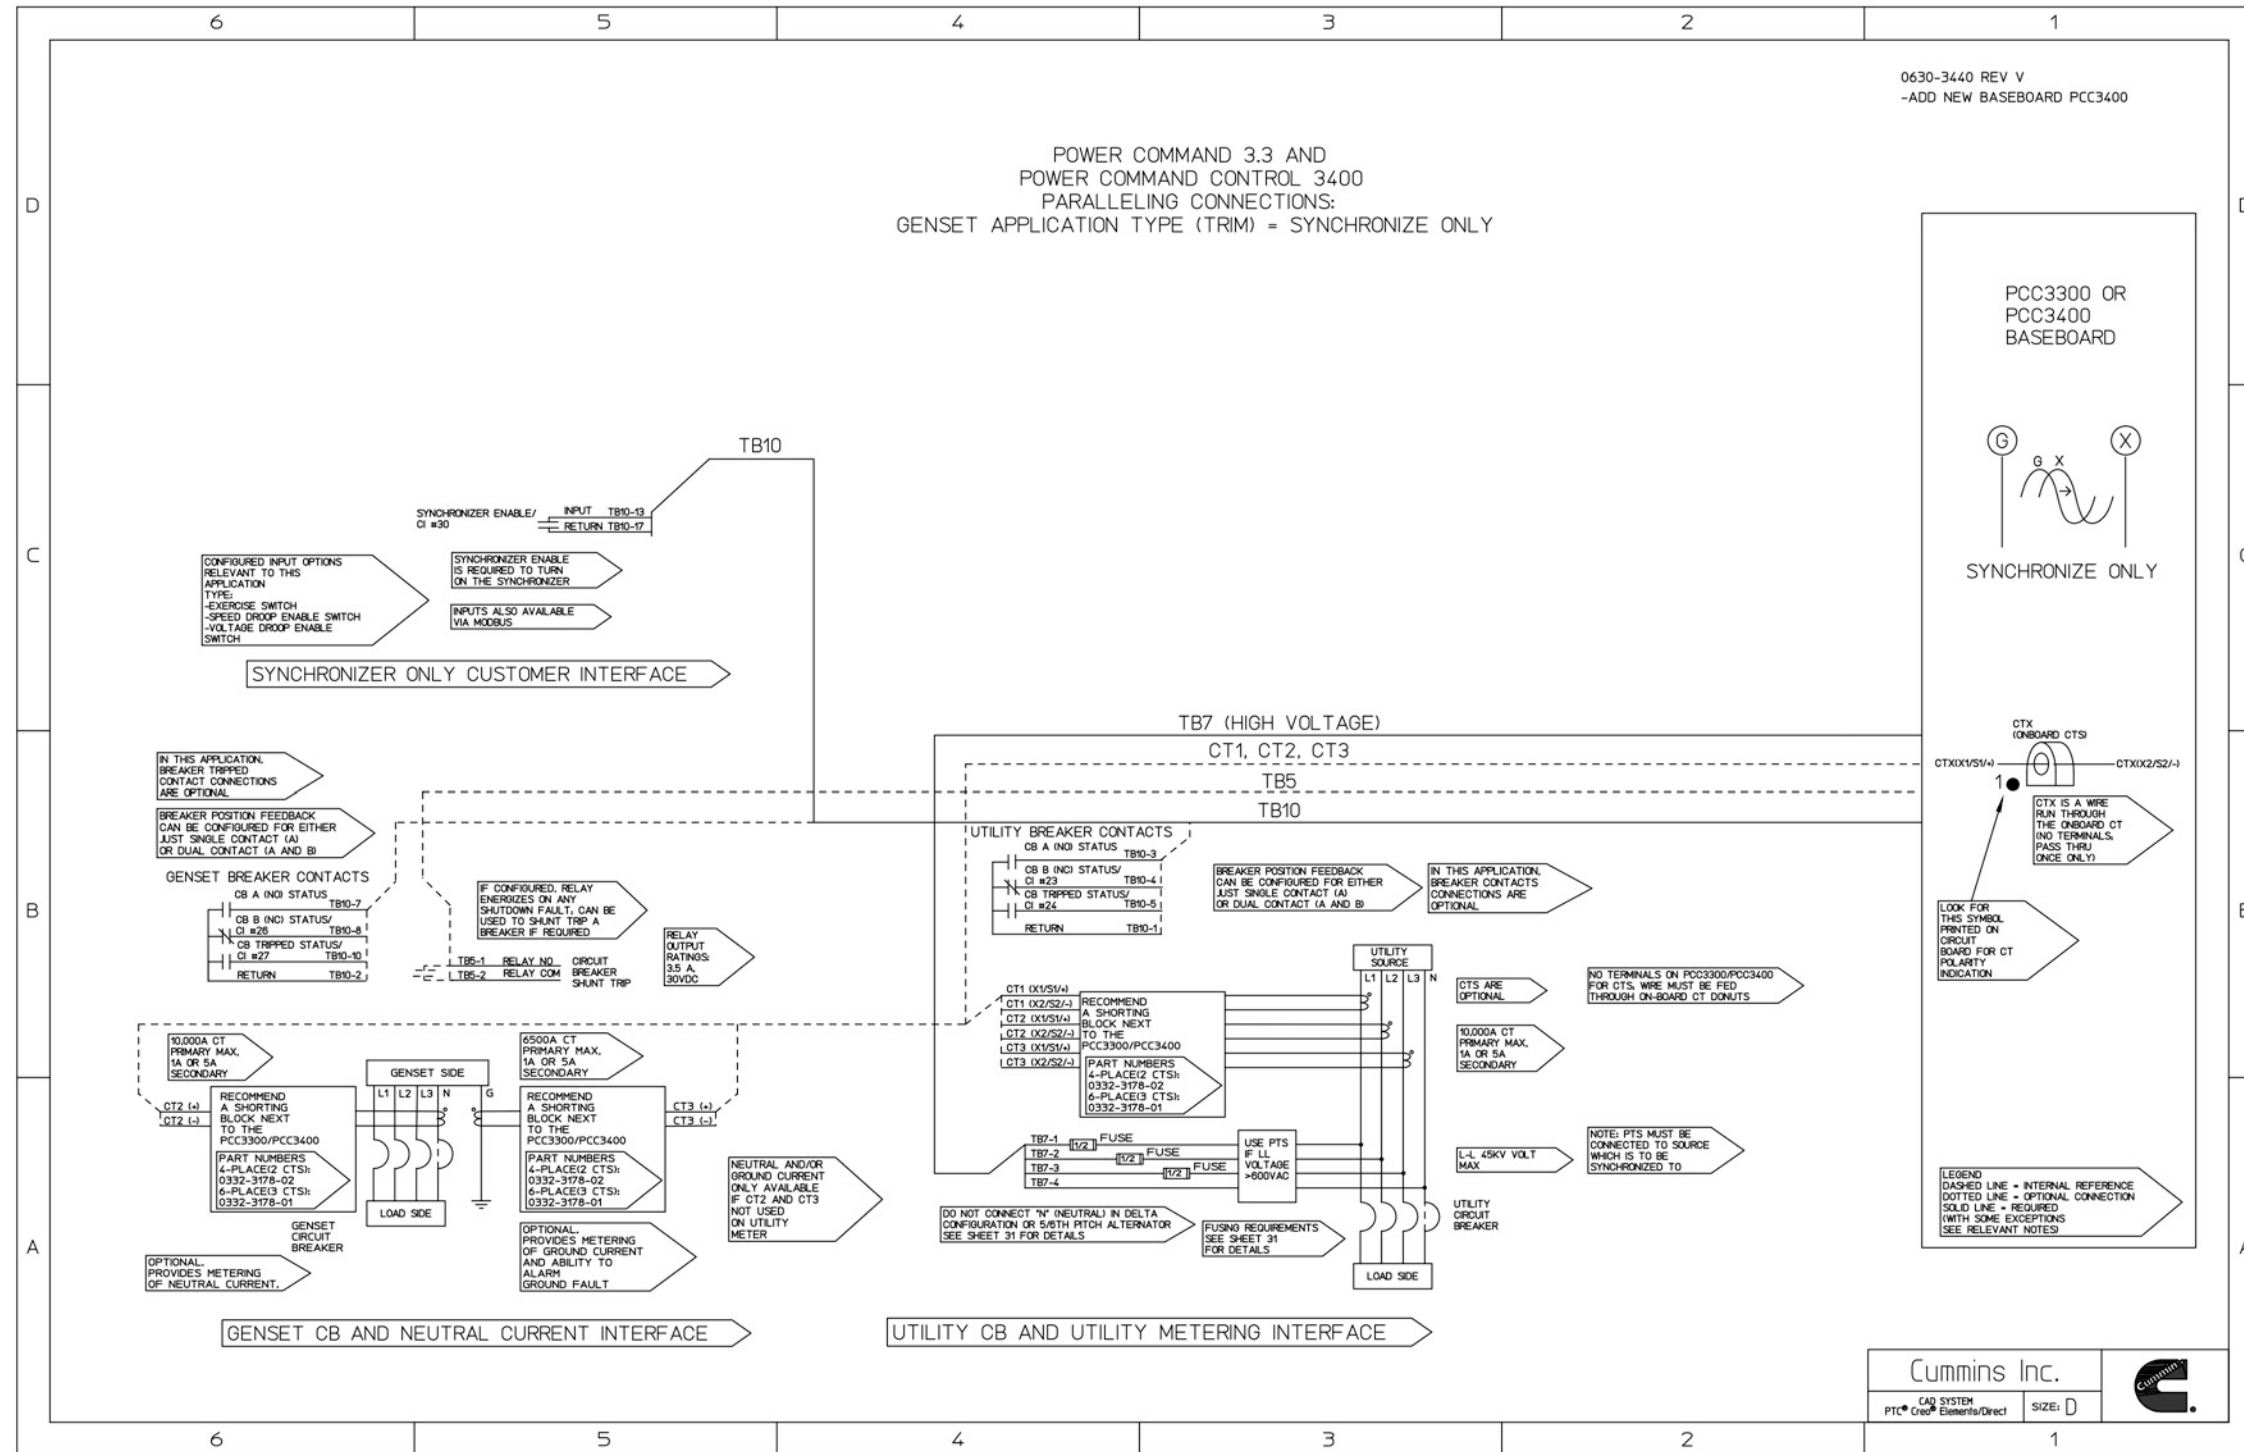 6 5 4 3 2 1
0630-3440 REV V
-ADD NEW BASEBOARD PCC3400
POWER COMMAND 3.3 AND
POWER COMMAND CONTROL 3400
PARALLELING CONNECTIONS:
GENSET APPLICATION TYPE (TRIM) = SYNCHRONIZE ONLY
D
PCC3300 OR
PCC3400
BASEBOARD
G X
G X
SYNCHRONIZE ONLY
C
TB10
SYNCHRONIZER ENABLE/
CI #30
INPUT TB10-13
RETURN TB10-17
CONFIGURED INPUT OPTIONS
RELEVANT TO THIS
APPLICATION
TYPE:
-EXERCISE SWITCH
-SPEED DROOP ENABLE SWITCH
-VOLTAGE DROOP ENABLE
SWITCH
SYNCHRONIZER ENABLE
IS REQUIRED TO TURN
ON THE SYNCHRONIZER
INPUTS ALSO AVAILABLE
VIA MODBUS
SYNCHRONIZER ONLY CUSTOMER INTERFACE
TB7 (HIGH VOLTAGE)
CT1, CT2, CT3
TB5
TB10
CTX
(ONBOARD CTS)
CTX(X1/S1/+)
CTX(X2/S2/-)
1
CTX IS A WIRE
RUN THROUGH
THE ONBOARD CT
(NO TERMINALS,
PASS THRU
ONCE ONLY)
LOOK FOR
THIS SYMBOL
PRINTED ON
CIRCUIT
BOARD FOR CT
POLARITY
INDICATION
B
IN THIS APPLICATION,
BREAKER TRIPPED
CONTACT CONNECTIONS
ARE OPTIONAL
BREAKER POSITION FEEDBACK
CAN BE CONFIGURED FOR EITHER
JUST SINGLE CONTACT (A)
OR DUAL CONTACT (A AND B)
GENSET BREAKER CONTACTS
CB A (NO) STATUS
TB10-7
CB B (NC) STATUS/
CI #26 TB10-8
CB TRIPPED STATUS/
CI #27 TB10-10
RETURN TB10-2
IF CONFIGURED, RELAY
ENERGIZES ON ANY
SHUTDOWN FAULT, CAN BE
USED TO SHUNT TRIP A
BREAKER IF REQUIRED
TB5-1 RELAY NO
TB5-2 RELAY COM
CIRCUIT
BREAKER
SHUNT TRIP
RELAY
OUTPUT
RATINGS:
3.5 A,
30VDC
UTILITY BREAKER CONTACTS
CB A (NO) STATUS
TB10-3
CB B (NC) STATUS/
CI #23 TB10-4
CB TRIPPED STATUS/
CI #24 TB10-5
RETURN TB10-1
BREAKER POSITION FEEDBACK
CAN BE CONFIGURED FOR EITHER
JUST SINGLE CONTACT (A)
OR DUAL CONTACT (A AND B)
IN THIS APPLICATION,
BREAKER CONTACTS
CONNECTIONS ARE
OPTIONAL
UTILITY
SOURCE
L1 L2 L3 N
CT1 (X1/S1/+)
CT1 (X2/S2/-)
CT2 (X1/S1/+)
CT2 (X2/S2/-)
CT3 (X1/S1/+)
CT3 (X2/S2/-)
RECOMMEND
A SHORTING
BLOCK NEXT
TO THE
PCC3300/PCC3400
PART NUMBERS
4-PLACE(2 CTS):
0332-3178-02
6-PLACE(3 CTS):
0332-3178-01
CTS ARE
OPTIONAL
NO TERMINALS ON PCC3300/PCC3400
FOR CTS, WIRE MUST BE FED
THROUGH ON-BOARD CT DONUTS
10,000A CT
PRIMARY MAX,
1A OR 5A
SECONDARY
10,000A CT
PRIMARY MAX,
1A OR 5A
SECONDARY
GENSET SIDE
L1 L2 L3 N G
6500A CT
PRIMARY MAX,
1A OR 5A
SECONDARY
CT2 (+)
CT2 (-)
RECOMMEND
A SHORTING
BLOCK NEXT
TO THE
PCC3300/PCC3400
PART NUMBERS
4-PLACE(2 CTS):
0332-3178-02
6-PLACE(3 CTS):
0332-3178-01
RECOMMEND
A SHORTING
BLOCK NEXT
TO THE
PCC3300/PCC3400
PART NUMBERS
4-PLACE(2 CTS):
0332-3178-02
6-PLACE(3 CTS):
0332-3178-01
CT3 (+)
CT3 (-)
LOAD SIDE
GENSET
CIRCUIT
BREAKER
OPTIONAL.
PROVIDES METERING
OF NEUTRAL CURRENT.
OPTIONAL.
PROVIDES METERING
OF GROUND CURRENT
AND ABILITY TO
ALARM
GROUND FAULT
NEUTRAL AND/OR
GROUND CURRENT
ONLY AVAILABLE
IF CT2 AND CT3
NOT USED
ON UTILITY
METER
TB7-1 1/2 FUSE
TB7-2 1/2 FUSE
TB7-3 1/2 FUSE
TB7-4
USE PTS
IF LL
VOLTAGE
>600VAC
L-L 45KV VOLT
MAX
NOTE: PTS MUST BE
CONNECTED TO SOURCE
WHICH IS TO BE
SYNCHRONIZED TO
DO NOT CONNECT "N" (NEUTRAL) IN DELTA
CONFIGURATION OR 5/6TH PITCH ALTERNATOR
SEE SHEET 31 FOR DETAILS
FUSING REQUIREMENTS
SEE SHEET 31
FOR DETAILS
UTILITY
CIRCUIT
BREAKER
LOAD SIDE
LEGEND
DASHED LINE = INTERNAL REFERENCE
DOTTED LINE = OPTIONAL CONNECTION
SOLID LINE = REQUIRED
(WITH SOME EXCEPTIONS
SEE RELEVANT NOTES)
A
GENSET CB AND NEUTRAL CURRENT INTERFACE
UTILITY CB AND UTILITY METERING INTERFACE
Cummins Inc.
CAD SYSTEM
PTC® Creo® Elements/Direct
SIZE: D
Cummins
6 5 4 3 2 1